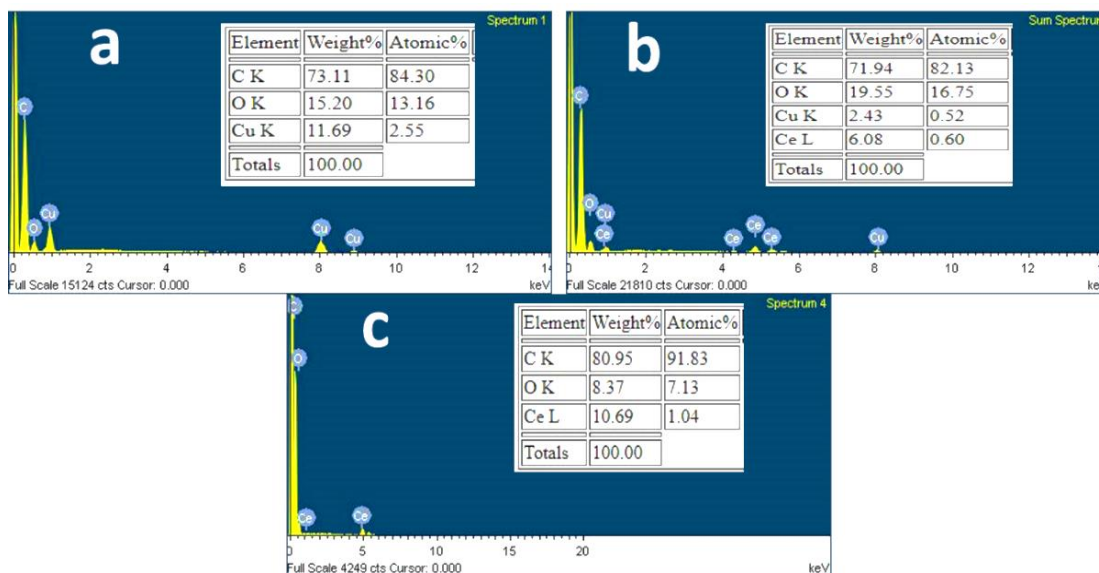 a
Spectrum 1
Element Weight% Atomic%
C K 73.11 84.30
O K 15.20 13.16
Cu K 11.69 2.55
Totals 100.00
C
O
Cu
Cu
Cu
0 2 4 6 8 10 12 14
Full Scale 15124 cts Cursor: 0.000 keV
b
Sum Spectrum
Element Weight% Atomic%
C K 71.94 82.13
O K 19.55 16.75
Cu K 2.43 0.52
Ce L 6.08 0.60
Totals 100.00
C
O
Cu
Ce
Ce
Ce
Ce
Cu
0 2 4 6 8 10 12
Full Scale 21810 cts Cursor: 0.000 keV
c
Spectrum 4
Element Weight% Atomic%
C K 80.95 91.83
O K 8.37 7.13
Ce L 10.69 1.04
Totals 100.00
C
O
Ce
Ce
0 5 10 15 20
Full Scale 4249 cts Cursor: 0.000 keV